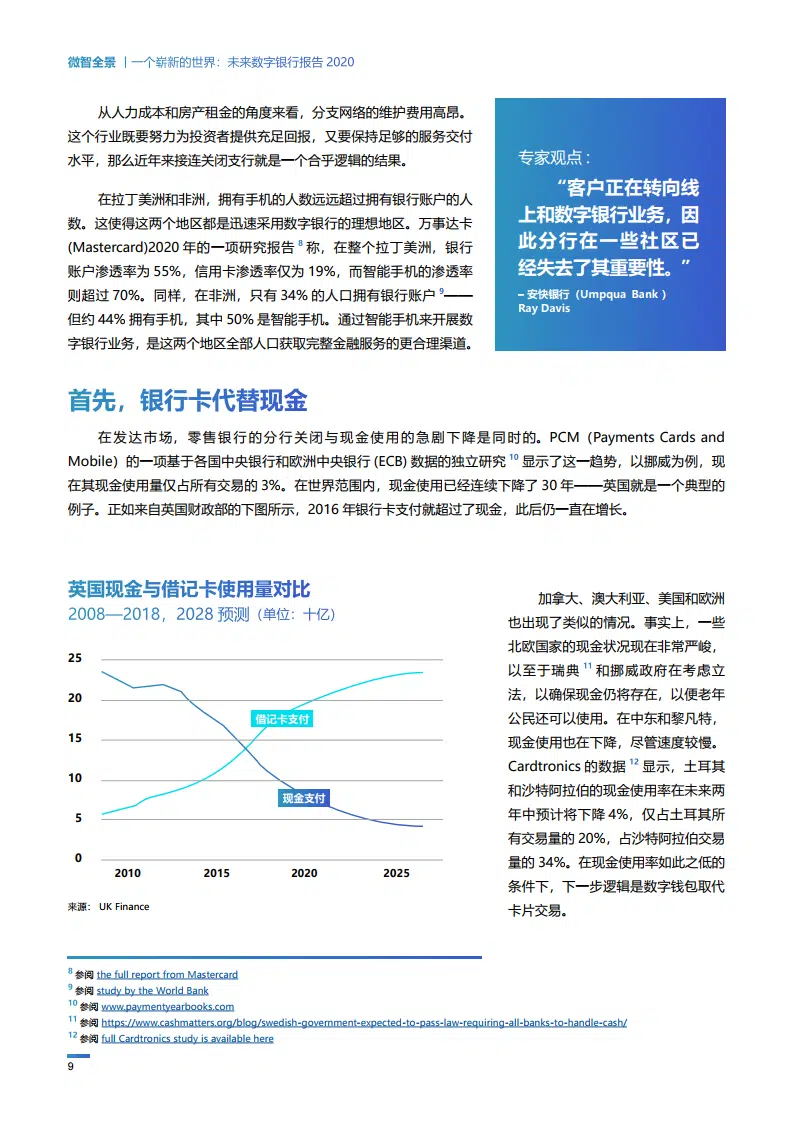 微智全景 ｜一个崭新的世界：未来数字银行报告 2020
从人力成本和房产租金的角度来看，分支网络的维护费用高昂。
这个行业既要努力为投资者提供充足回报，又要保持足够的服务交付
水平，那么近年来接连关闭支行就是一个合乎逻辑的结果。
在拉丁美洲和非洲，拥有手机的人数远远超过拥有银行账户的人
数。这使得这两个地区都是迅速采用数字银行的理想地区。万事达卡
(Mastercard)2020 年的一项研究报告 8 称，在整个拉丁美洲，银行
账户渗透率为 55%，信用卡渗透率仅为 19%，而智能手机的渗透率
则超过 70%。同样，在非洲，只有 34% 的人口拥有银行账户 9——
但约 44% 拥有手机，其中 50% 是智能手机。通过智能手机来开展数
字银行业务，是这两个地区全部人口获取完整金融服务的更合理渠道。
专家观点：
“客户正在转向线
上和数字银行业务，因
此分行在一些社区已
经失去了其重要性。”
– 安快银行（Umpqua Bank ）
Ray Davis
首先，银行卡代替现金
在发达市场，零售银行的分行关闭与现金使用的急剧下降是同时的。PCM（Payments Cards and
Mobile）的一项基于各国中央银行和欧洲中央银行 (ECB) 数据的独立研究 10 显示了这一趋势，以挪威为例，现
在其现金使用量仅占所有交易的 3%。在世界范围内，现金使用已经连续下降了 30 年——英国就是一个典型的
例子。正如来自英国财政部的下图所示，2016 年银行卡支付就超过了现金，此后仍一直在增长。
英国现金与借记卡使用量对比
2008—2018，2028 预测（单位：十亿）
25
20
15
10
5
0
借记卡支付
现金支付
2010
2015
2020
2025
来源： UK Finance
加拿大、澳大利亚、美国和欧洲
也出现了类似的情况。事实上，一些
北欧国家的现金状况现在非常严峻，
以至于瑞典 11 和挪威政府在考虑立
法，以确保现金仍将存在，以便老年
公民还可以使用。在中东和黎凡特，
现金使用也在下降，尽管速度较慢。
Cardtronics 的数据 12 显示，土耳其
和沙特阿拉伯的现金使用率在未来两
年中预计将下降 4%，仅占土耳其所
有交易量的 20%，占沙特阿拉伯交易
量的 34%。在现金使用率如此之低的
条件下，下一步逻辑是数字钱包取代
卡片交易。
8 参阅 the full report from Mastercard
9 参阅 study by the World Bank
10 参阅 www.paymentyearbooks.com
11 参阅 https://www.cashmatters.org/blog/swedish-government-expected-to-pass-law-requiring-all-banks-to-handle-cash/
12 参阅 full Cardtronics study is available here
9